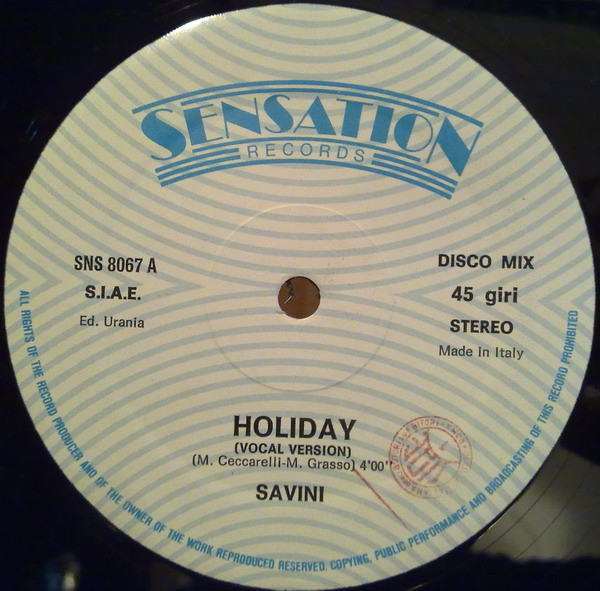 SENSATION
RECORDS
SNS 8067 A
S.I.A.E.
Ed. Urania
DISCO MIX
45 giri
STEREO
Made in Italy
HOLIDAY
(VOCAL VERSION)
(M. Ceccarelli-M. Grasso) 4'00''
SAVINI
ALL RIGHTS OF THE RECORD PRODUCER AND OF THE OWNER OF THE WORK REPRODUCED RESERVED. COPYING, PUBLIC PERFORMANCE AND BROADCASTING OF THIS RECORD PROHIBITED